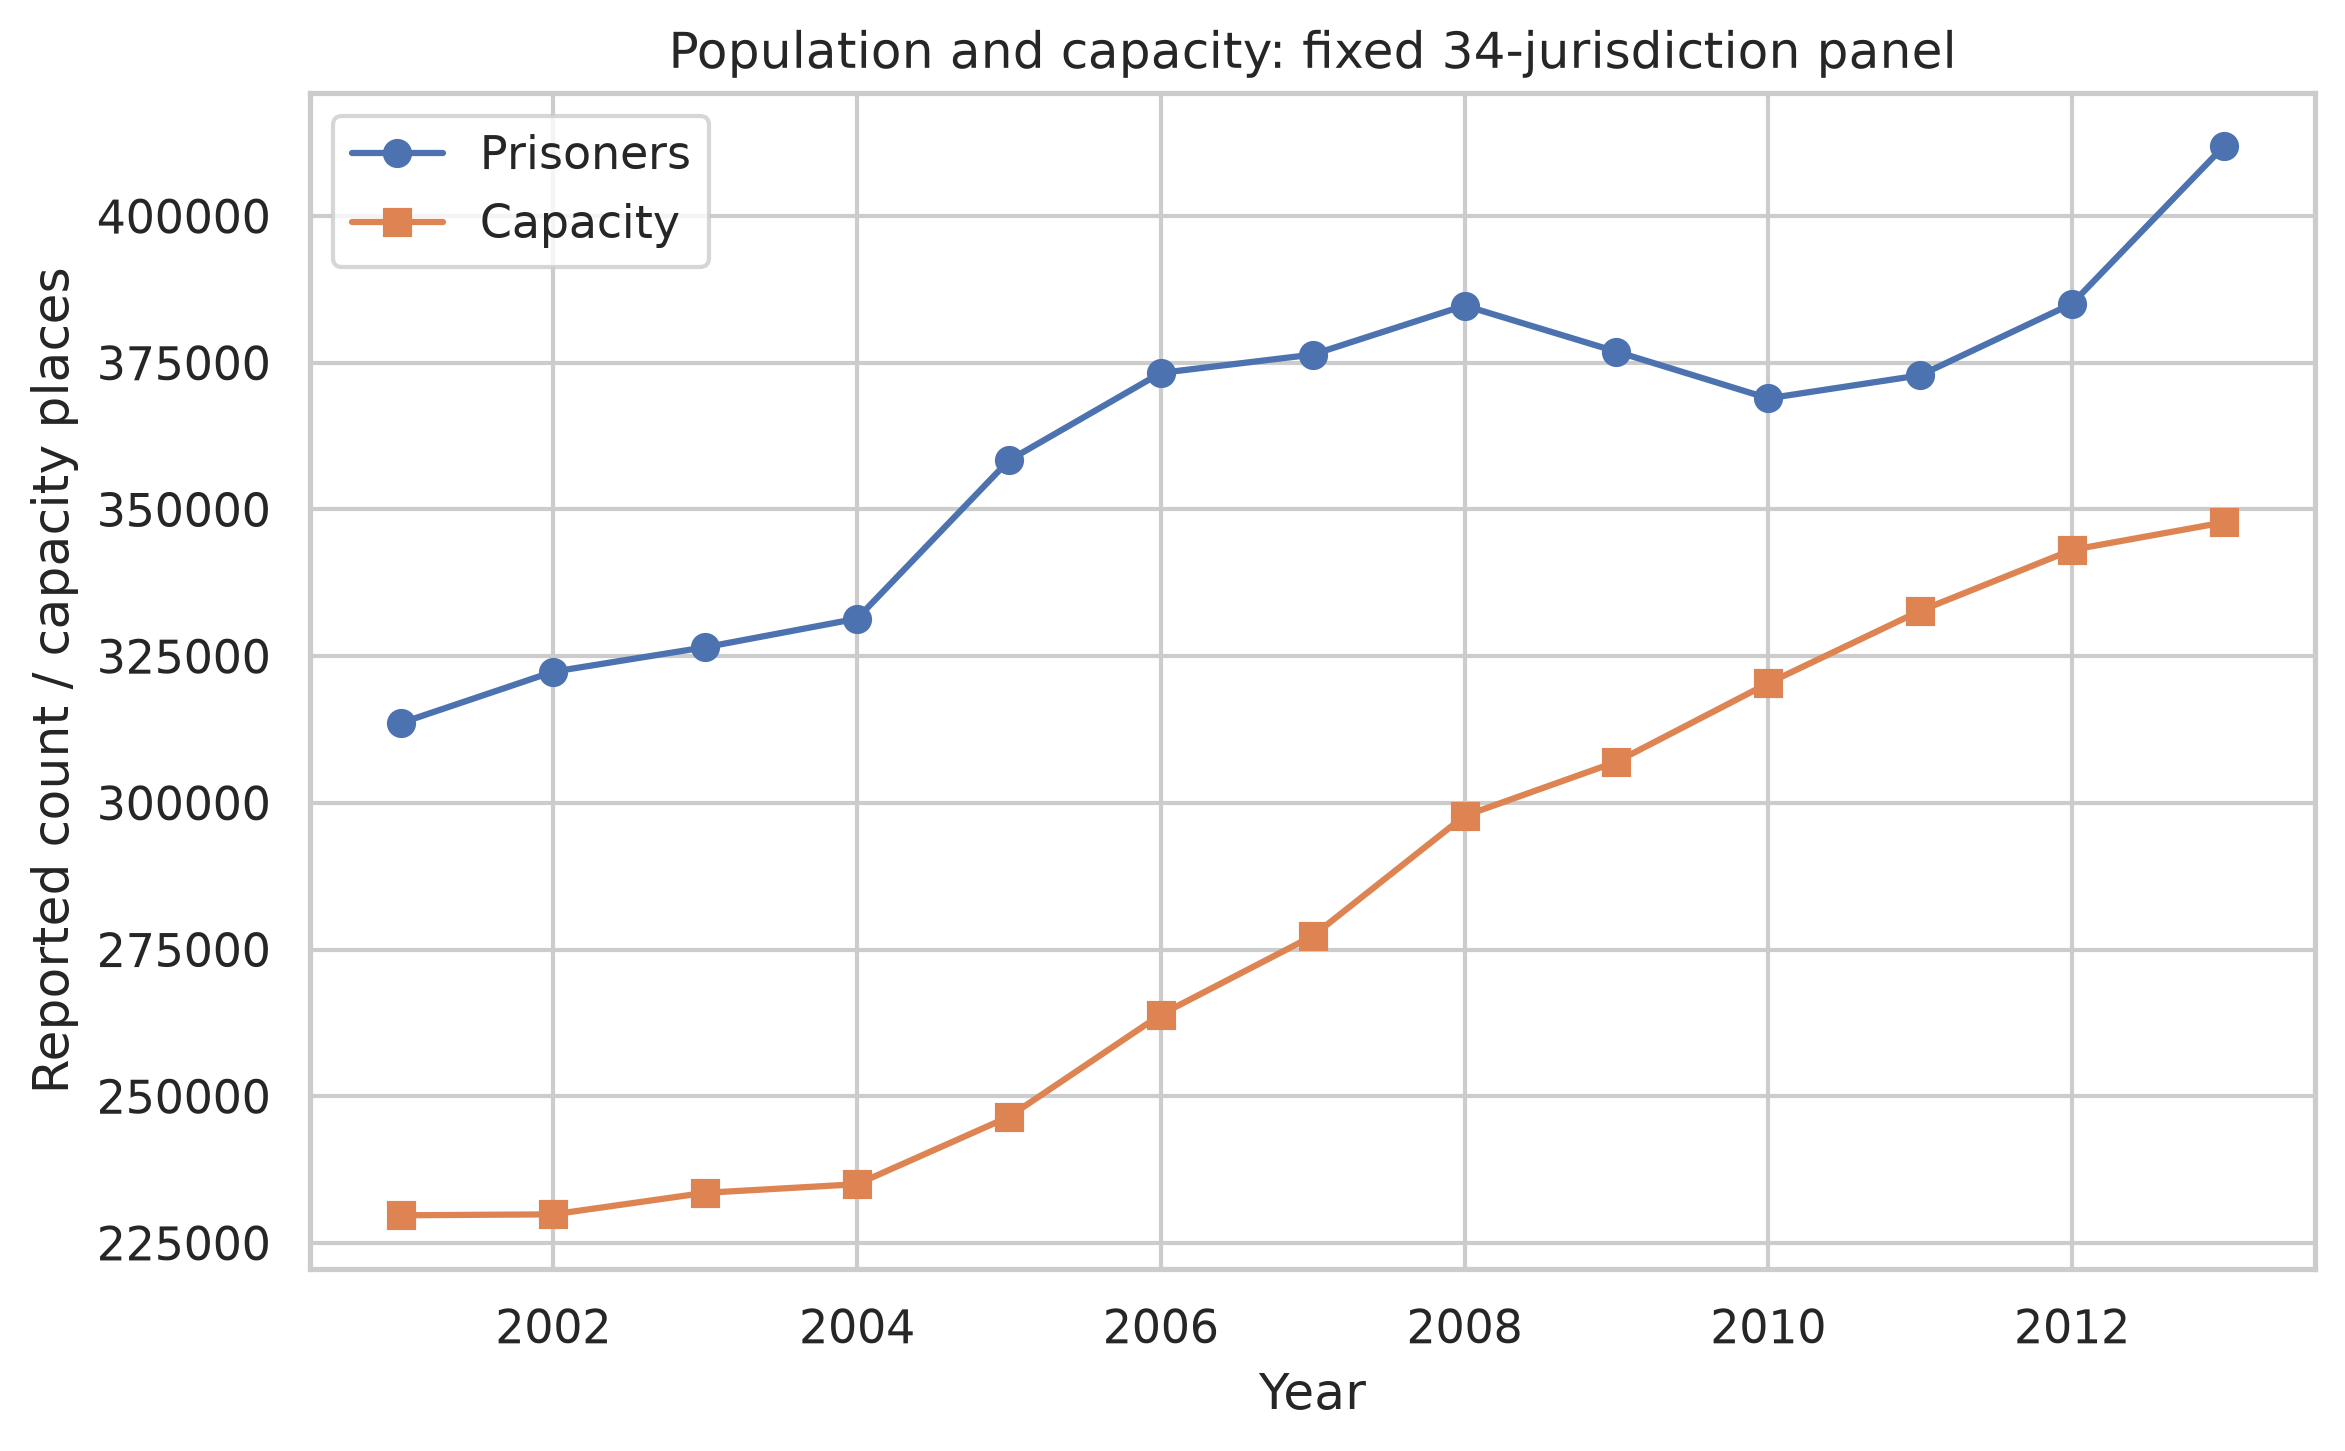 Population and capacity: fixed 34-jurisdiction panel
Prisoners
Capacity
Reported count / capacity places
400000
375000
350000
325000
300000
275000
250000
225000
2002
2004
2006
2008
2010
2012
Year